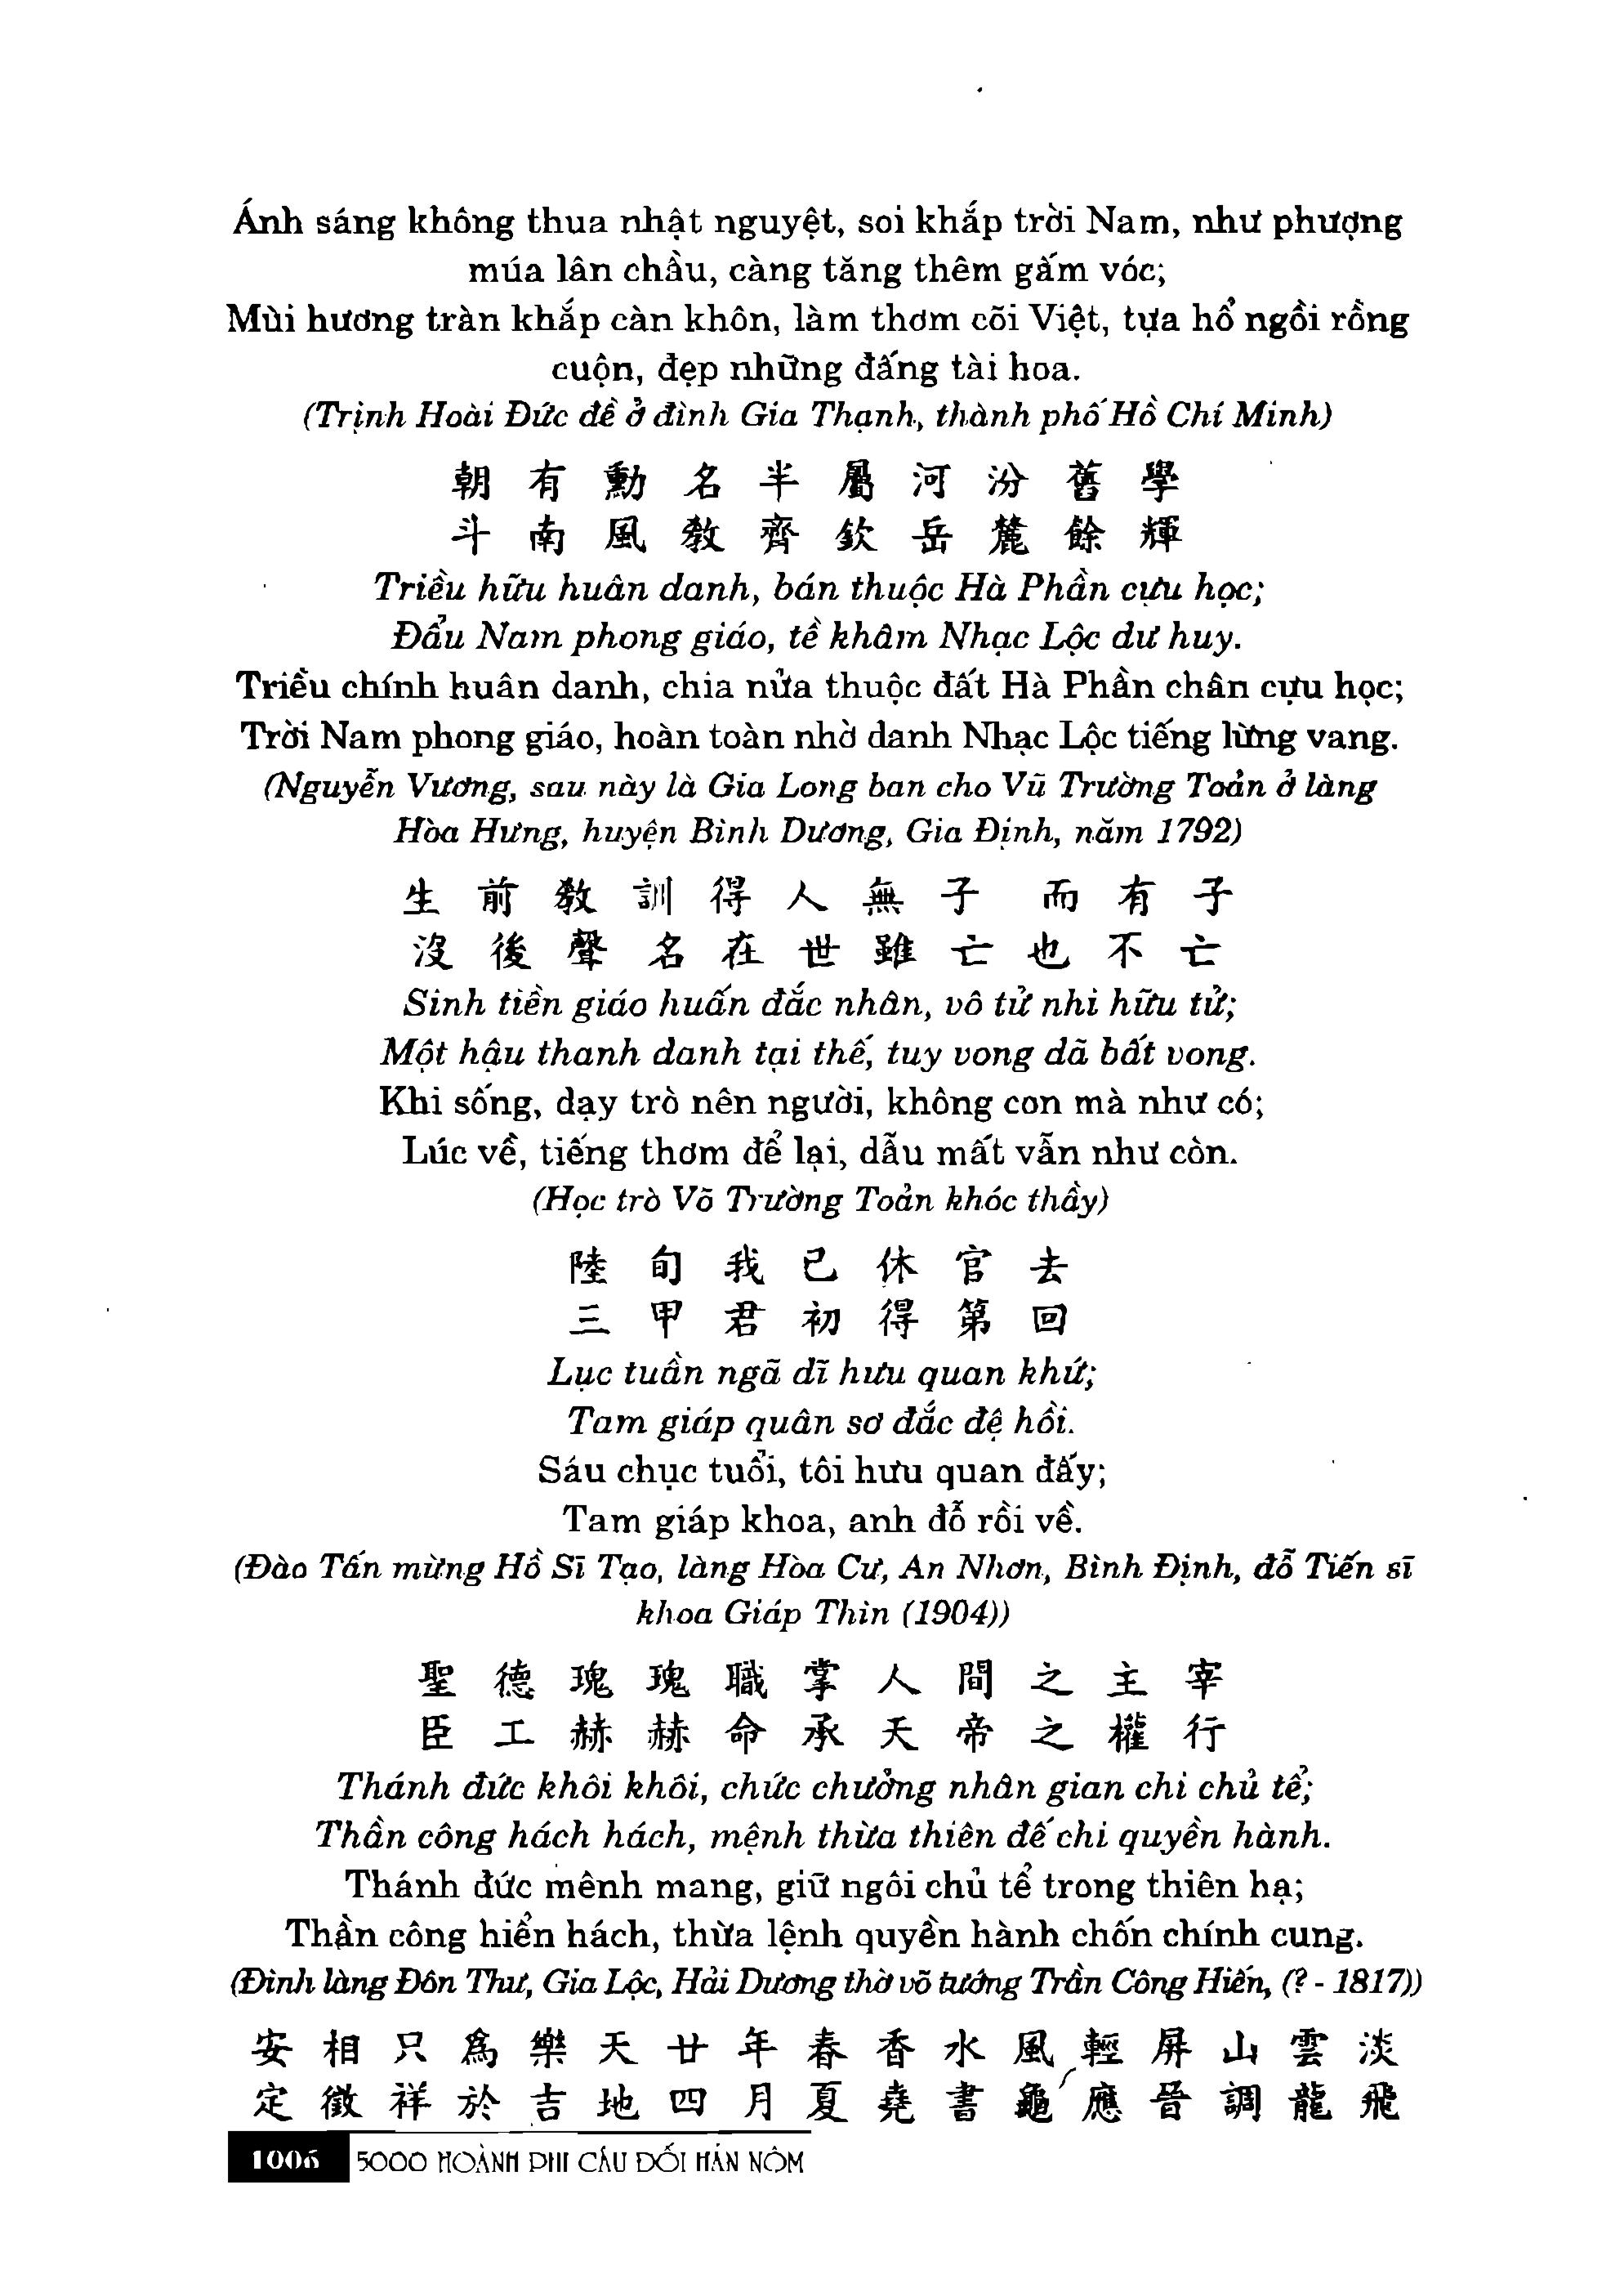 Ánh sáng không thua nhật nguyệt, soi khắp trời Nam, như phượng
múa lân chầu, càng tăng thêm gấm vóc;
Mùi hương tràn khắp càn khôn, làm thơm cõi Việt, tựa hổ ngồi rồng
cuộn, đẹp những đấng tài hoa.
(Trịnh Hoài Đức đề ở đình Gia Thạnh, thành phố Hồ Chí Minh)
朝有勳名半屬河汾舊學
斗南風教齊欽岳麓餘輝
Triều hữu huân danh, bán thuộc Hà Phần cựu học;
Đẩu Nam phong giáo, tề khâm Nhạc Lộc dư huy.
Triều chính huân danh, chia nửa thuộc đất Hà Phần chân cựu học;
Trời Nam phong giáo, hoàn toàn nhờ danh Nhạc Lộc tiếng lừng vang.
(Nguyễn Vương, sau này là Gia Long ban cho Vũ Trường Toản ở làng
Hòa Hưng, huyện Bình Dương, Gia Định, năm 1792)
生前教訓得人無子而有子
沒後聲名在世雖亡也不亡
Sinh tiền giáo huấn đắc nhân, vô tử nhi hữu tử;
Một hậu thanh danh tại thế, tuy vong dã bất vong.
Khi sống, dạy trò nên người, không con mà như có;
Lúc về, tiếng thơm để lại, dẫu mất vẫn như còn.
(Học trò Võ Trường Toản khóc thầy)
陸旬我已休官去
三甲君初得第回
Lục tuần ngã dĩ hưu quan khứ;
Tam giáp quân sơ đắc đệ hồi.
Sáu chục tuổi, tôi hưu quan đấy;
Tam giáp khoa, anh đỗ rồi về.
(Đào Tấn mừng Hồ Sĩ Tạo, làng Hòa Cư, An Nhơn, Bình Định, đỗ Tiến sĩ
khoa Giáp Thìn (1904))
聖德瑰瑰職掌人間之主宰
臣工赫赫命承天帝之權行
Thánh đức khôi khôi, chức chưởng nhân gian chi chủ tể;
Thần công hách hách, mệnh thừa thiên đế chi quyền hành.
Thánh đức mênh mang, giữ ngôi chủ tể trong thiên hạ;
Thần công hiển hách, thừa lệnh quyền hành chốn chính cung.
(Đình làng Đôn Thư, Gia Lộc, Hải Dương thờ võ tướng Trần Công Hiến, (? - 1817))
安相只為樂天廿年春香水風輕屏山雲淡
定徵祥於吉地四月夏堯書龜應晉調龍飛
1006 5000 HOÀNH PHI CÂU ĐỐI HÁN NÔM